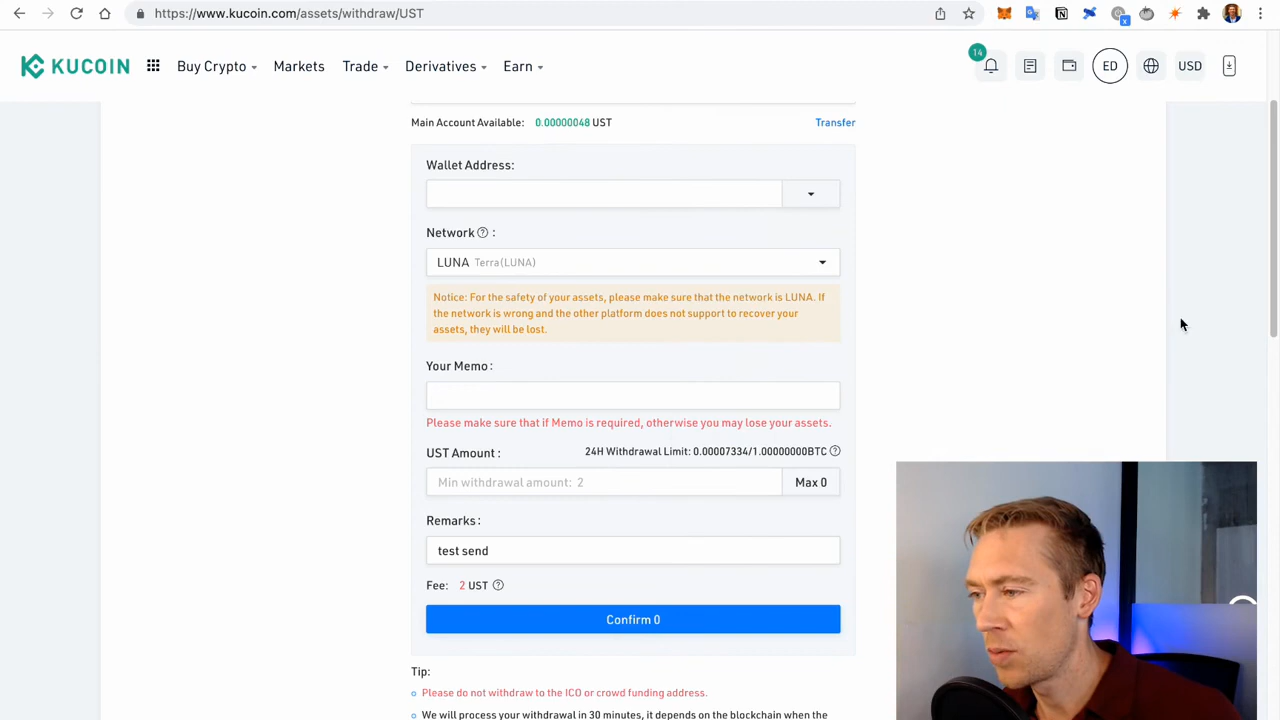 https://www.kucoin.com/assets/withdraw/UST
x
14
KUCOIN
Buy Crypto
Markets
Trade
Derivatives
Earn
ED
USD
Main Account Available: 0.00000048 UST
Transfer
Wallet Address:
Network ? :
LUNA Terra(LUNA)
Notice: For the safety of your assets, please make sure that the network is LUNA. If
the network is wrong and the other platform does not support to recover your
assets, they will be lost.
Your Memo :
Please make sure that if Memo is required, otherwise you may lose your assets.
UST Amount :
24H Withdrawal Limit: 0.00007334/1.00000000BTC ?
Min withdrawal amount: 2
Max 0
Remarks :
test send
Fee: 2 UST ?
Confirm 0
Tip:
Please do not withdraw to the ICO or crowd funding address.
We will process your withdrawal in 30 minutes, it depends on the blockchain when the